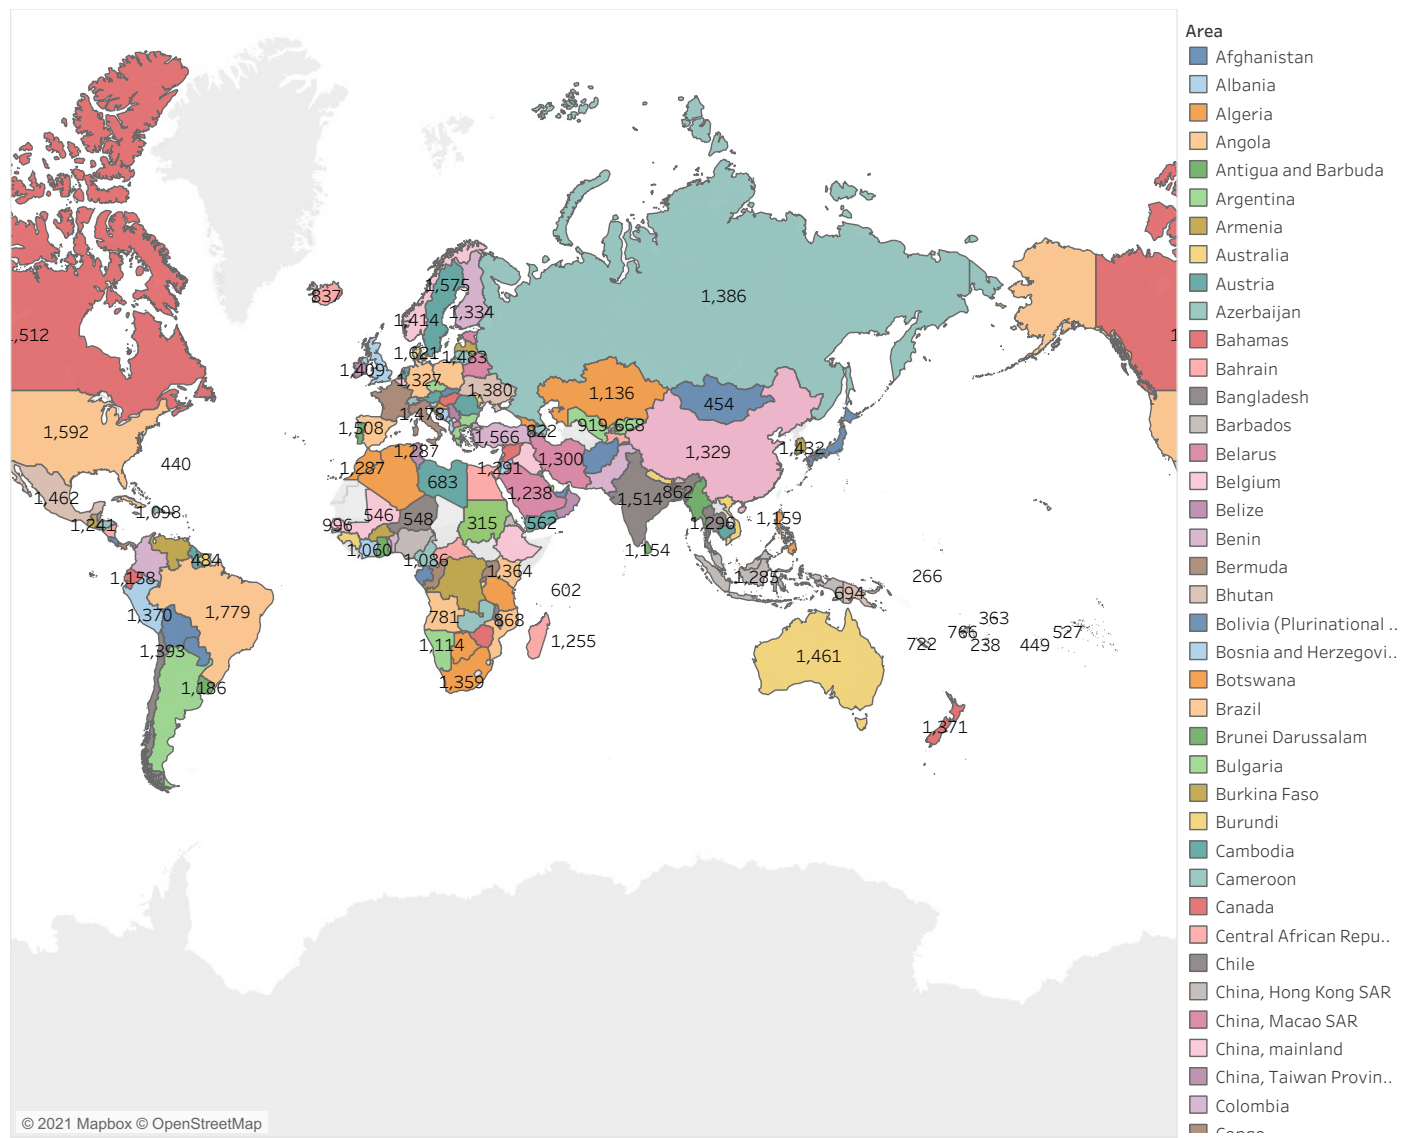 Area
Afghanistan
Albania
Algeria
Angola
Antigua and Barbuda
Argentina
Armenia
Australia
Austria
Azerbaijan
Bahamas
Bahrain
Bangladesh
Barbados
Belarus
Belgium
Belize
Benin
Bermuda
Bhutan
Bolivia (Plurinational ..
Bosnia and Herzegovi..
Botswana
Brazil
Brunei Darussalam
Bulgaria
Burkina Faso
Burundi
Cambodia
Cameroon
Canada
Central African Repu..
Chile
China, Hong Kong SAR
China, Macao SAR
China, mainland
China, Taiwan Provin..
Colombia
1,575
837
1,386
1,334
1,414
,512
1
1,621
1,483
1,409
1,327
1,380
1,136
454
1,478
1,508
919
668
1,592
822
1,566
1,432
1,287
1,329
1,300
440
1,287
1,291
683
1,238
1,514
862
1,462
1,098
546
548
1,159
1,241
996
315
562
1,296
1,060
1,154
484
1,086
1,364
1,285
1,158
602
266
694
1,370
1,779
781
868
363
766
527
1,114
1,255
722
238
449
1,393
1,461
1,359
1,186
1,371
© 2021 Mapbox © OpenStreetMap